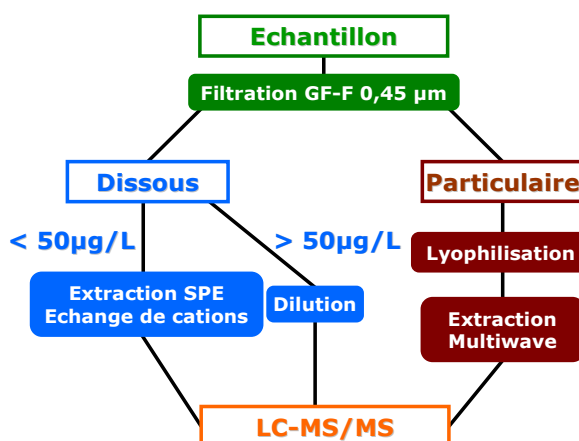 Echantillon
Filtration GF-F 0,45 µm
Dissous
Particulaire
< 50µg/L
> 50µg/L
Lyophilisation
Extraction SPE
Echange de cations
Dilution
Extraction
Multiwave
LC-MS/MS